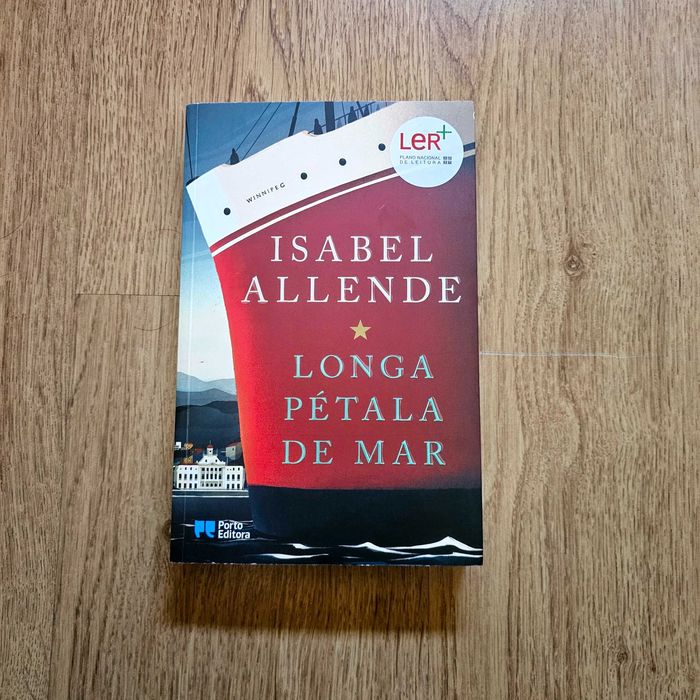 LeR+
PLANO NACIONAL
DE LEITURA
WINNIPEG
ISABEL
ALLENDE
LONGA
PÉTALA
DE MAR
Porto
Editora